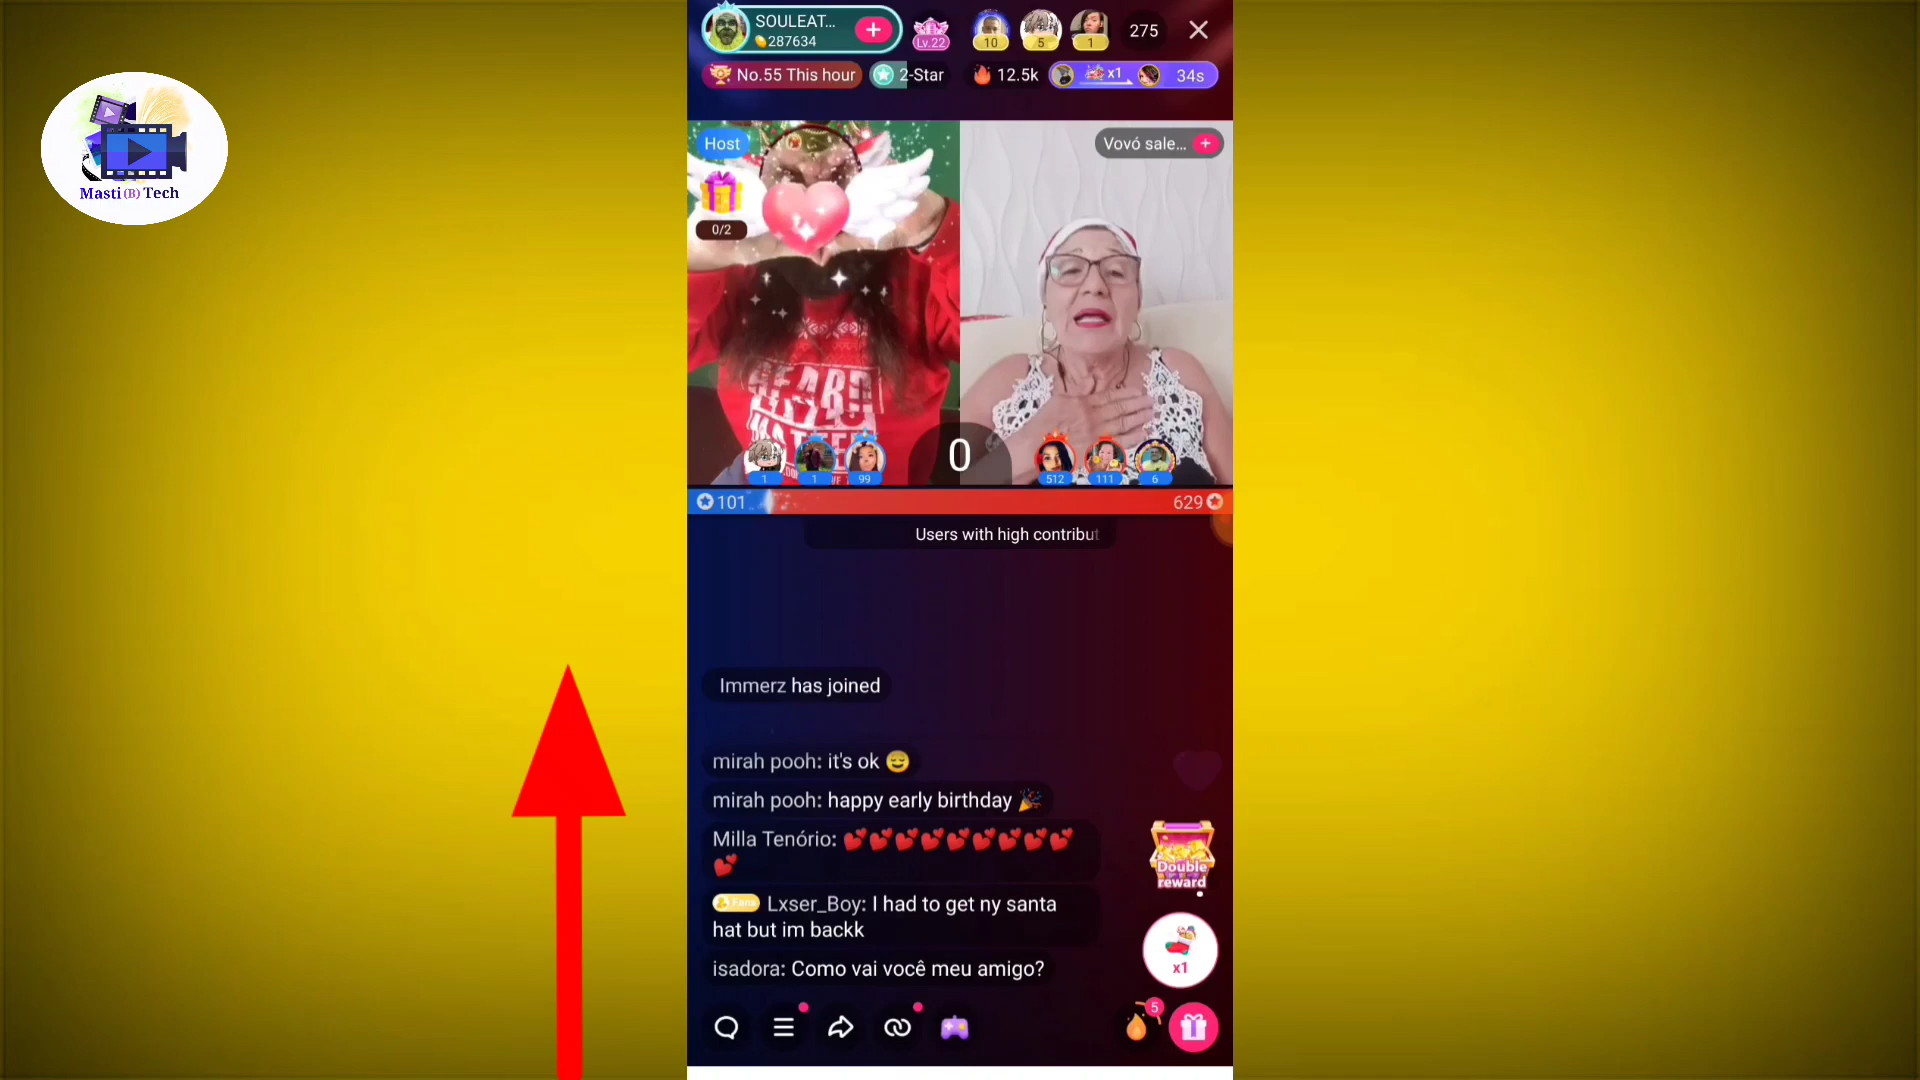 SOULEAT...
287634
Lv.22
10
5
1
275
No.55 This hour
2-Star
12.5k
x1
34s
Masti (B) Tech
Host
Vovó sale...
0/2
BEARD
MATTER
1
1
99
0
512
111
6
101
629
Users with high contribut
Immerz has joined
mirah pooh: it's ok 😌
mirah pooh: happy early birthday 🎉
Milla Tenório: 💕💕💕💕💕💕💕💕💕
💕
Fans Lxser_Boy: I had to get ny santa
hat but im backk
isadora: Como vai você meu amigo?
Double
reward
x1
5